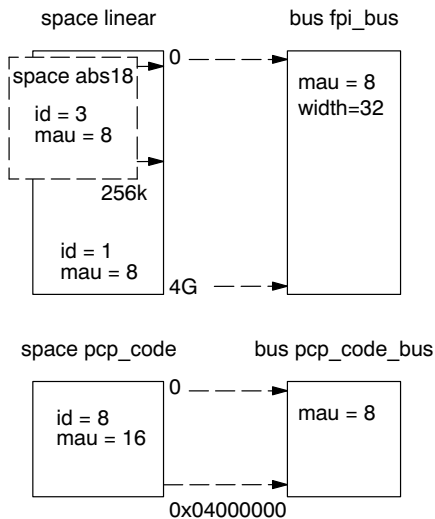 space linear
bus fpi_bus
0
space abs18
id = 3
mau = 8
mau = 8
width=32
256k
id = 1
mau = 8
4G
space pcp_code
bus pcp_code_bus
0
id = 8
mau = 16
mau = 8
0x04000000